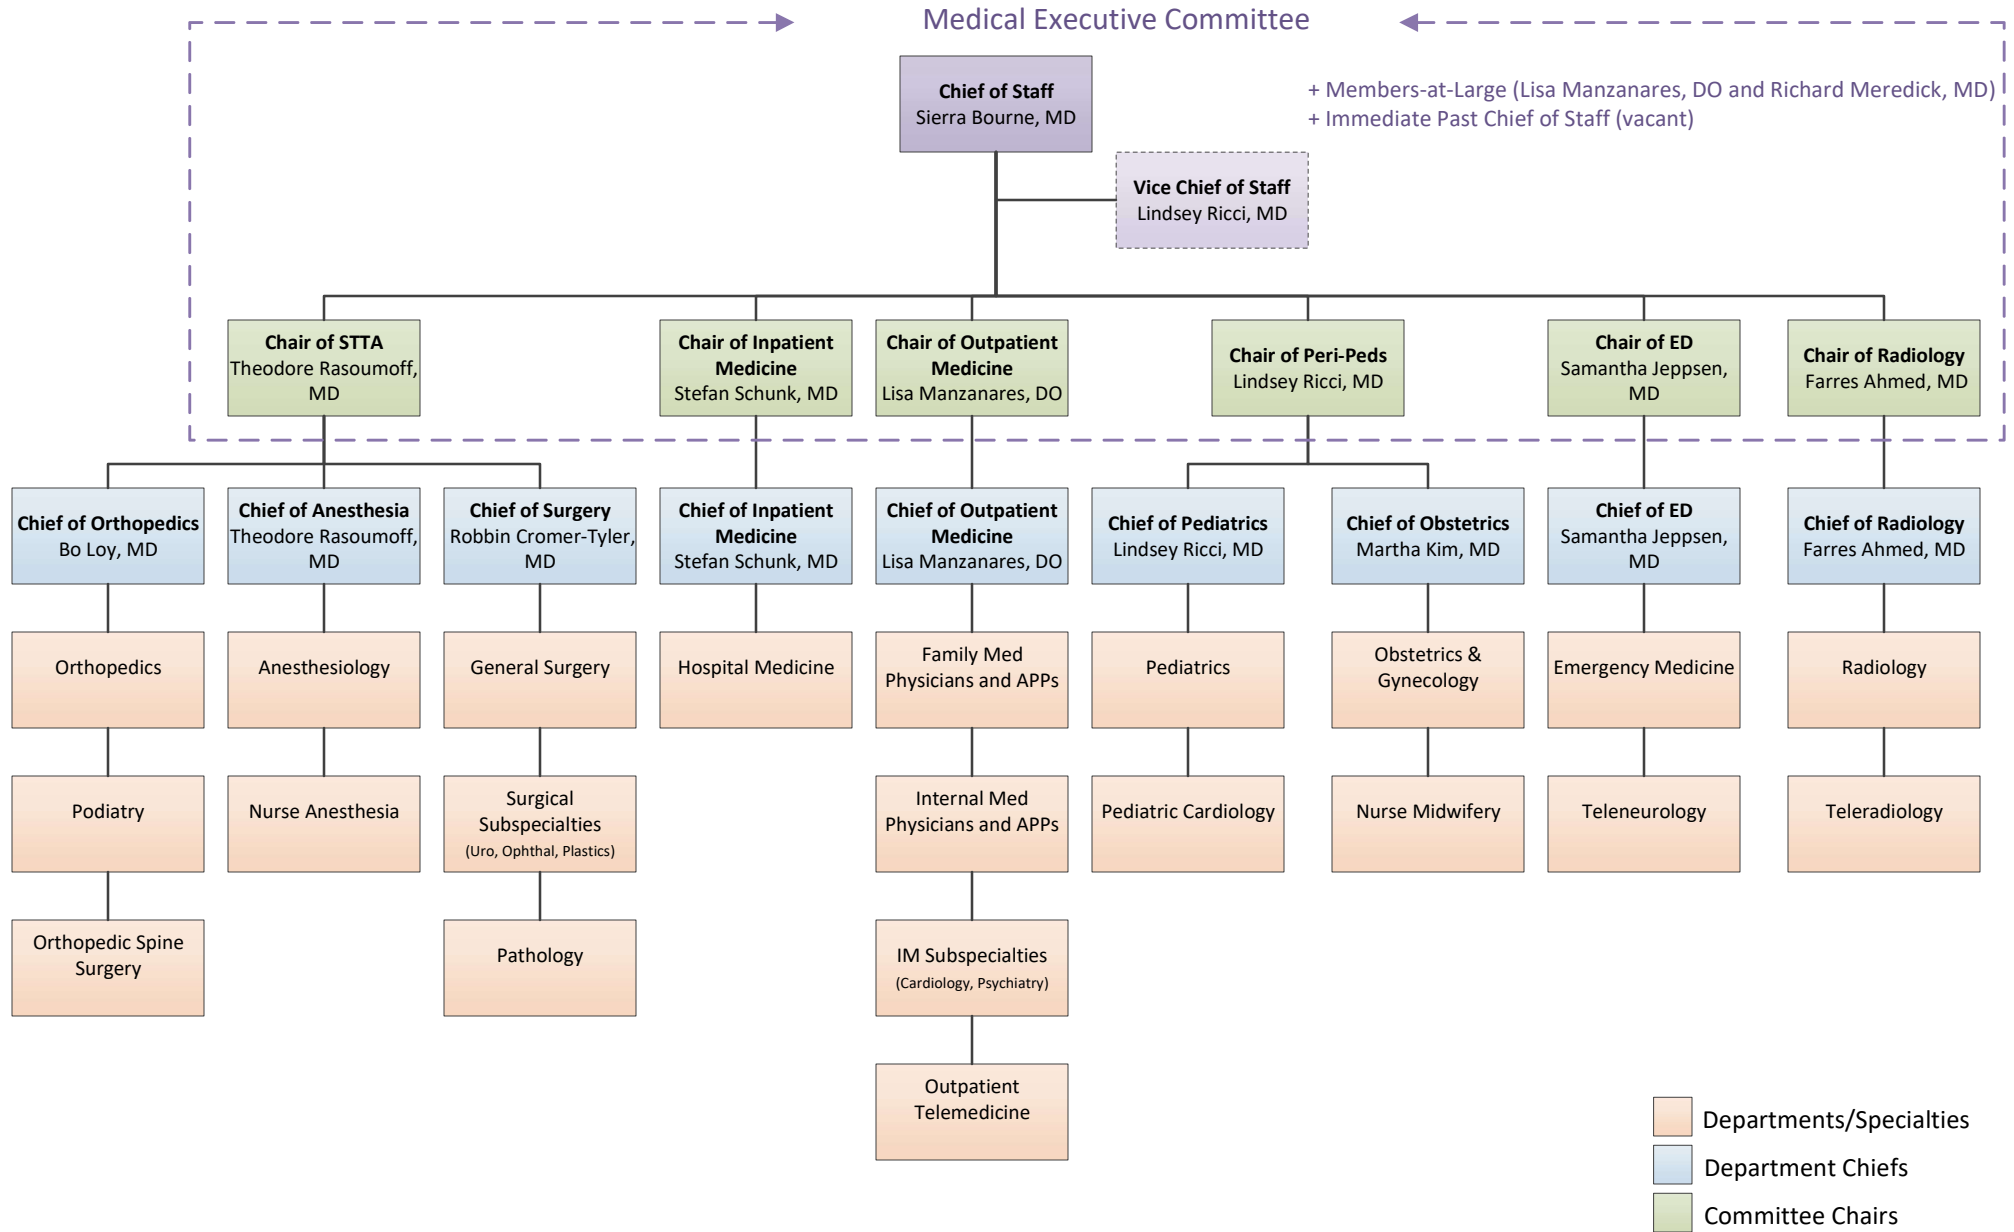 Medical Executive Committee
Chief of Staff
Sierra Bourne, MD
+ Members-at-Large (Lisa Manzanares, DO and Richard Meredick, MD)
+ Immediate Past Chief of Staff (vacant)
Vice Chief of Staff
Lindsey Ricci, MD
Chair of STTA
Theodore Rasoumoff,
MD
Chair of Inpatient
Medicine
Stefan Schunk, MD
Chair of Outpatient
Medicine
Lisa Manzanares, DO
Chair of Peri-Peds
Lindsey Ricci, MD
Chair of ED
Samantha Jeppsen,
MD
Chair of Radiology
Farres Ahmed, MD
Chief of Orthopedics
Bo Loy, MD
Chief of Anesthesia
Theodore Rasoumoff,
MD
Chief of Surgery
Robbin Cromer-Tyler,
MD
Chief of Inpatient
Medicine
Stefan Schunk, MD
Chief of Outpatient
Medicine
Lisa Manzanares, DO
Chief of Pediatrics
Lindsey Ricci, MD
Chief of Obstetrics
Martha Kim, MD
Chief of ED
Samantha Jeppsen,
MD
Chief of Radiology
Farres Ahmed, MD
Orthopedics
Anesthesiology
General Surgery
Hospital Medicine
Family Med
Physicians and APPs
Pediatrics
Obstetrics &
Gynecology
Emergency Medicine
Radiology
Podiatry
Nurse Anesthesia
Surgical
Subspecialties
(Uro, Ophthal, Plastics)
Internal Med
Physicians and APPs
Pediatric Cardiology
Nurse Midwifery
Teleneurology
Teleradiology
Orthopedic Spine
Surgery
Pathology
IM Subspecialties
(Cardiology, Psychiatry)
Outpatient
Telemedicine
Departments/Specialties
Department Chiefs
Committee Chairs